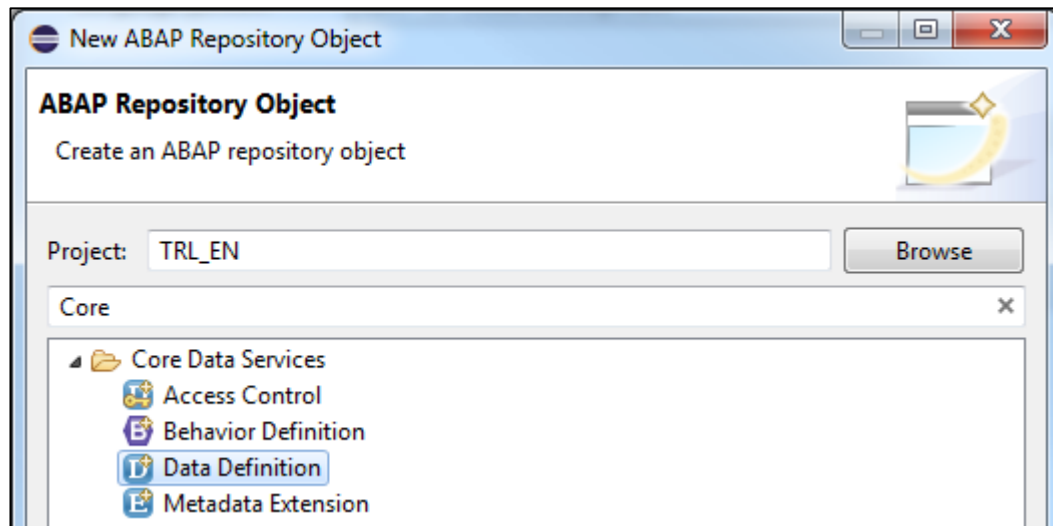 New ABAP Repository Object
ABAP Repository Object
Create an ABAP repository object
Project: TRL_EN Browse
Core
Core Data Services
Access Control
Behavior Definition
Data Definition
Metadata Extension